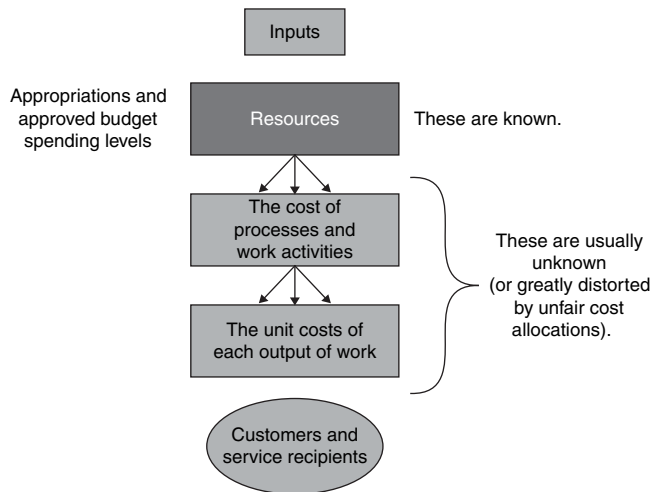 Inputs
Appropriations and
approved budget
spending levels
Resources
These are known.
The cost of
processes and
work activities
These are usually
unknown
(or greatly distorted
by unfair cost
allocations).
The unit costs of
each output of work
Customers and
service recipients